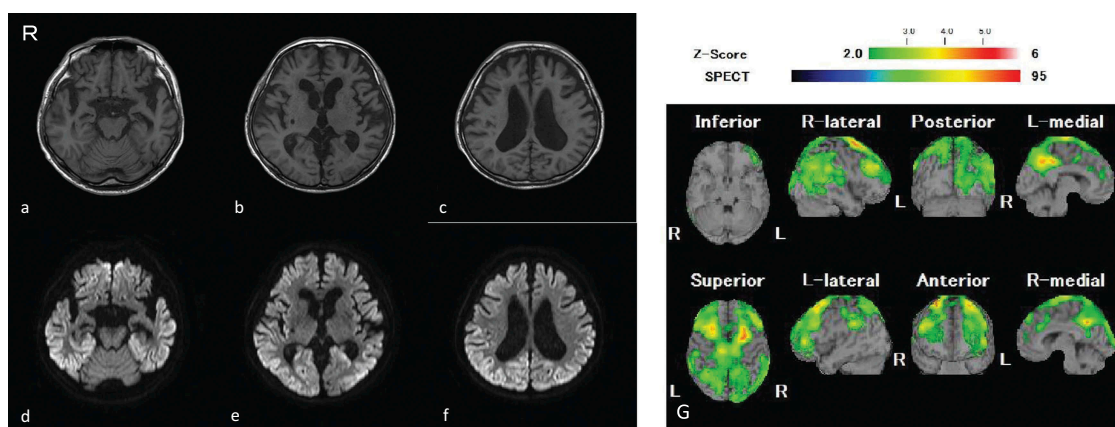 R
a b c
d e f
3.0 4.0 5.0
Z-Score 2.0 6
SPECT 95
Inferior R-lateral Posterior L-medial
L R
R L
Superior L-lateral Anterior R-medial
R L
L R
G